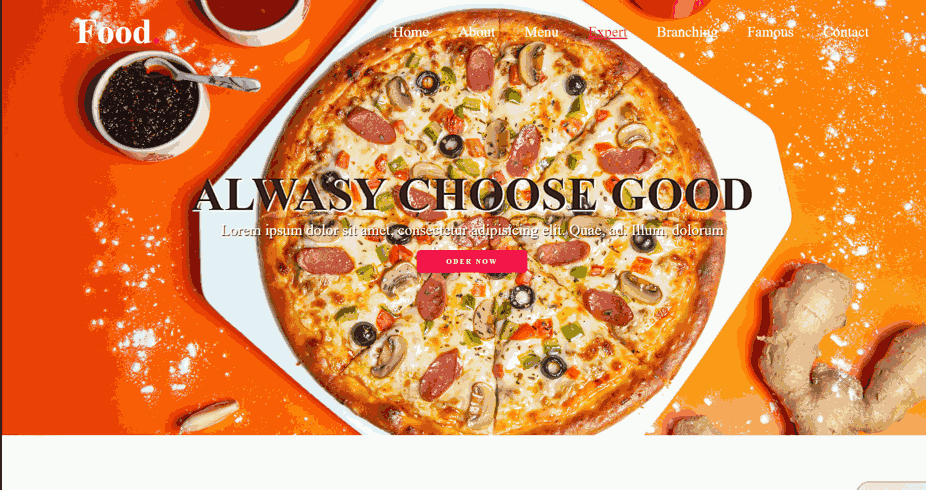 Food.
Home About Menu Expert Branching Famous Contact
ALWASY CHOOSE GOOD
Lorem ipsum dolor sit amet, consectetur adipisicing elit. Quae, ad. Illum, dolorum
ODER NOW